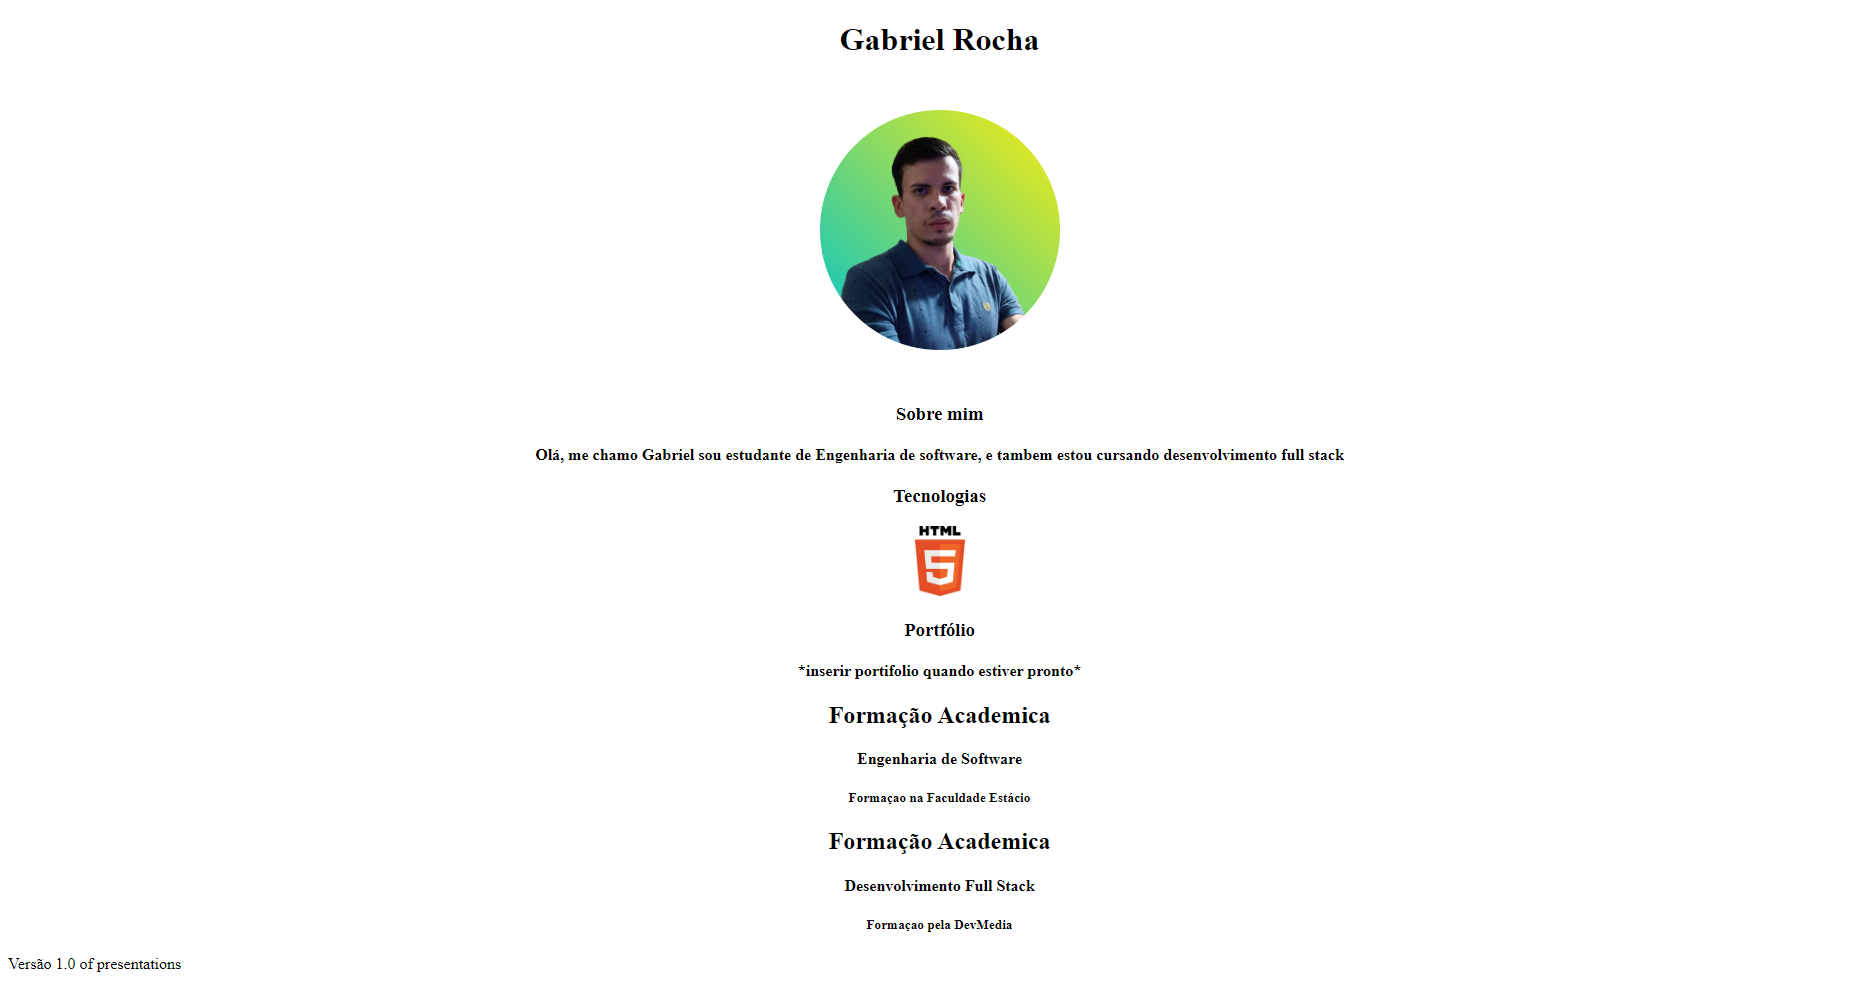 Gabriel Rocha
Sobre mim
Olá, me chamo Gabriel sou estudante de Engenharia de software, e tambem estou cursando desenvolvimento full stack
Tecnologias
HTML
5
Portfólio
*inserir portifolio quando estiver pronto*
Formação Academica
Engenharia de Software
Formaçao na Faculdade Estácio
Formação Academica
Desenvolvimento Full Stack
Formaçao pela DevMedia
Versão 1.0 of presentations